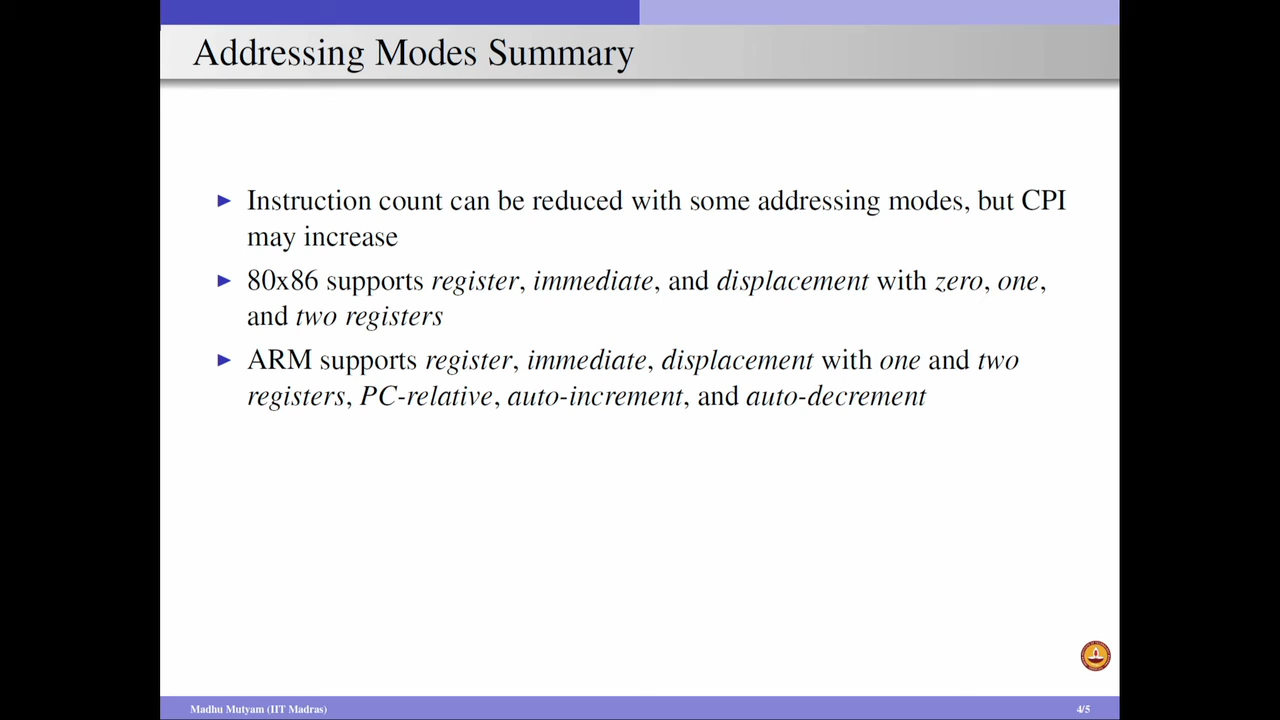 Addressing Modes Summary
Instruction count can be reduced with some addressing modes, but CPI
may increase
80x86 supports register, immediate, and displacement with zero, one,
and two registers
ARM supports register, immediate, displacement with one and two
registers, PC-relative, auto-increment, and auto-decrement
Madhu Mutyam (IIT Madras)
4/5